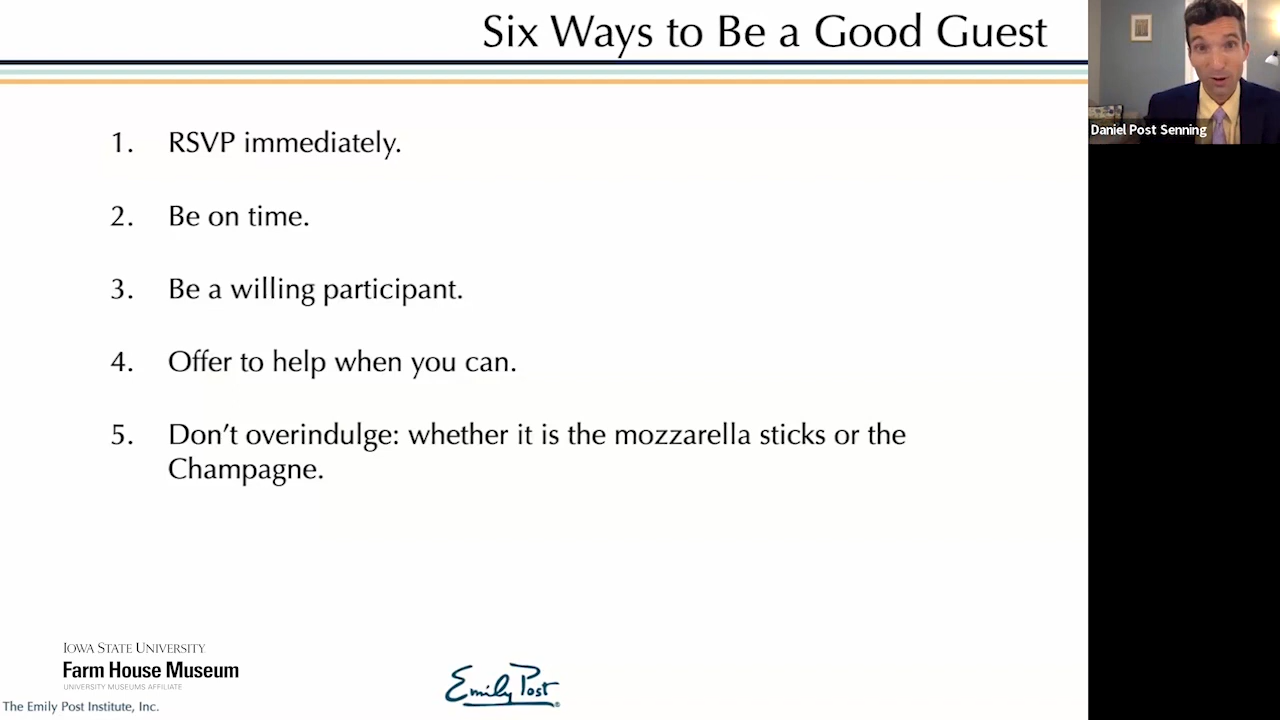 Six Ways to Be a Good Guest
Daniel Post Senning
1. RSVP immediately.
2. Be on time.
3. Be a willing participant.
4. Offer to help when you can.
5. Don’t overindulge: whether it is the mozzarella sticks or the
Champagne.
IOWA STATE UNIVERSITY
Farm House Museum
UNIVERSITY MUSEUMS AFFILIATE
Emily Post®
The Emily Post Institute, Inc.